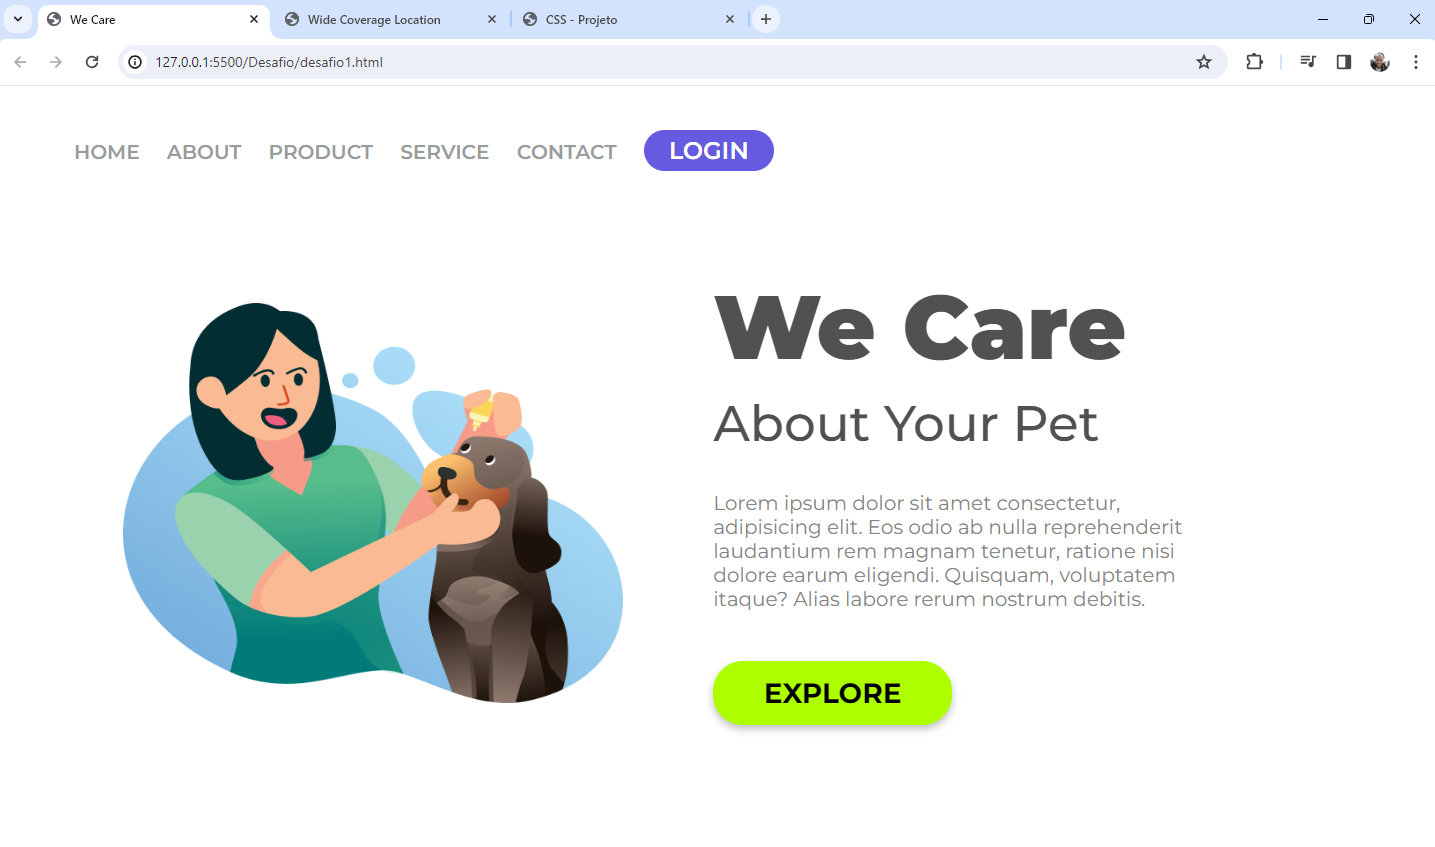 We Care
Wide Coverage Location
CSS - Projeto
127.0.0.1:5500/Desafio/desafio1.html
HOME ABOUT PRODUCT SERVICE CONTACT LOGIN
We Care
About Your Pet
Lorem ipsum dolor sit amet consectetur,
adipisicing elit. Eos odio ab nulla reprehenderit
laudantium rem magnam tenetur, ratione nisi
dolore earum eligendi. Quisquam, voluptatem
itaque? Alias labore rerum nostrum debitis.
EXPLORE